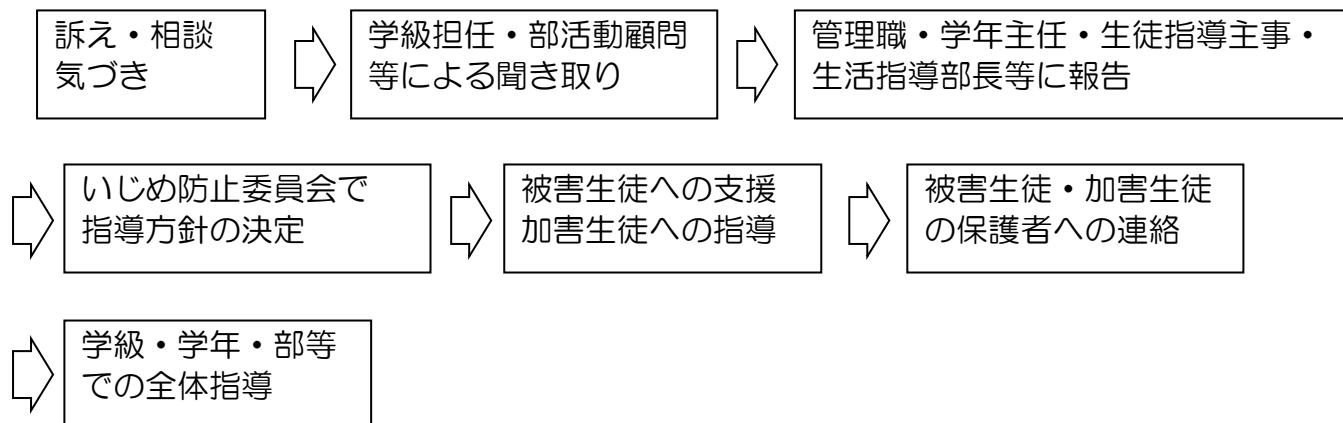 訴え・相談
気づき
学級担任・部活動顧問
等による聞き取り
管理職・学年主任・生徒指導主事・
生活指導部長等に報告
いじめ防止委員会で
指導方針の決定
被害生徒への支援
加害生徒への指導
被害生徒・加害生徒
の保護者への連絡
学級・学年・部等
での全体指導